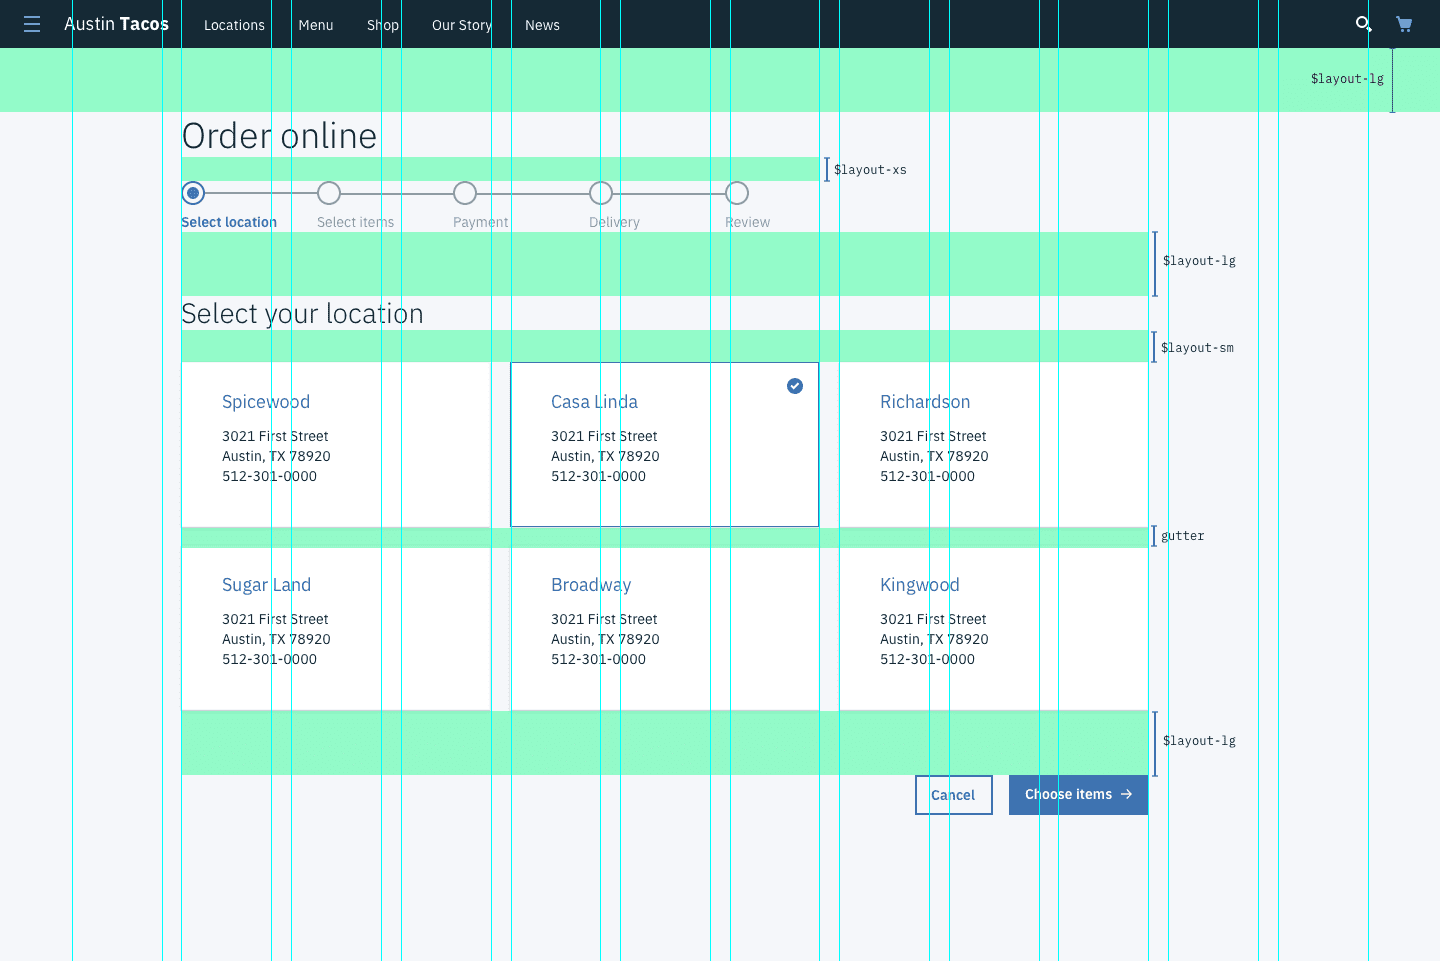 Austin Tacos Locations Menu Shop Our Story News
$layout-lg
Order online
$layout-xs
Select location Select items Payment Delivery Review
$layout-lg
Select your location
$layout-sm
Spicewood
3021 First Street
Austin, TX 78920
512-301-0000
Casa Linda
3021 First Street
Austin, TX 78920
512-301-0000
Richardson
3021 First Street
Austin, TX 78920
512-301-0000
gutter
Sugar Land
3021 First Street
Austin, TX 78920
512-301-0000
Broadway
3021 First Street
Austin, TX 78920
512-301-0000
Kingwood
3021 First Street
Austin, TX 78920
512-301-0000
$layout-lg
Cancel Choose items →